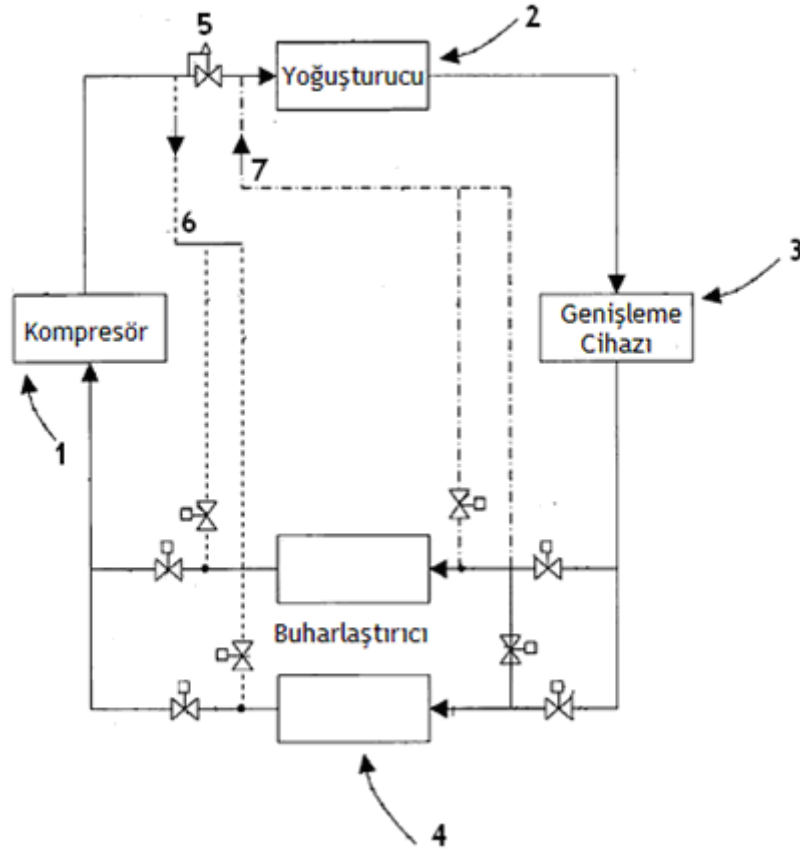 5
2
Yoğuşturucu
7
6
3
Genişleme
Cihazı
Kompresör
1
Buharlaştırıcı
4